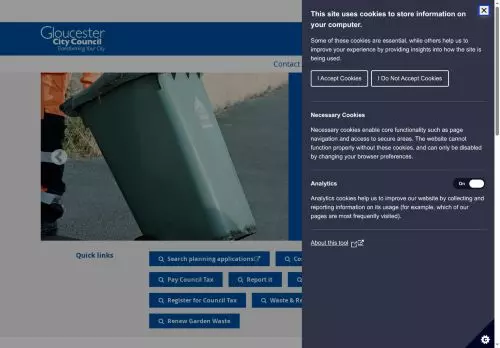 Gloucester
City Council
Transforming Your City
Contact
Quick links
Search planning applications
Pay Council Tax
Report it
Register for Council Tax
Waste & Re
Renew Garden Waste
This site uses cookies to store information on
your computer.
Some of these cookies are essential, while others help us to
improve your experience by providing insights into how the site is
being used.
I Accept Cookies
I Do Not Accept Cookies
Necessary Cookies
Necessary cookies enable core functionality such as page
navigation and access to secure areas. The website cannot
function properly without these cookies, and can only be disabled
by changing your browser preferences.
Analytics
On
Analytics cookies help us to improve our website by collecting and
reporting information on its usage (for example, which of our
pages are most frequently visited).
About this tool